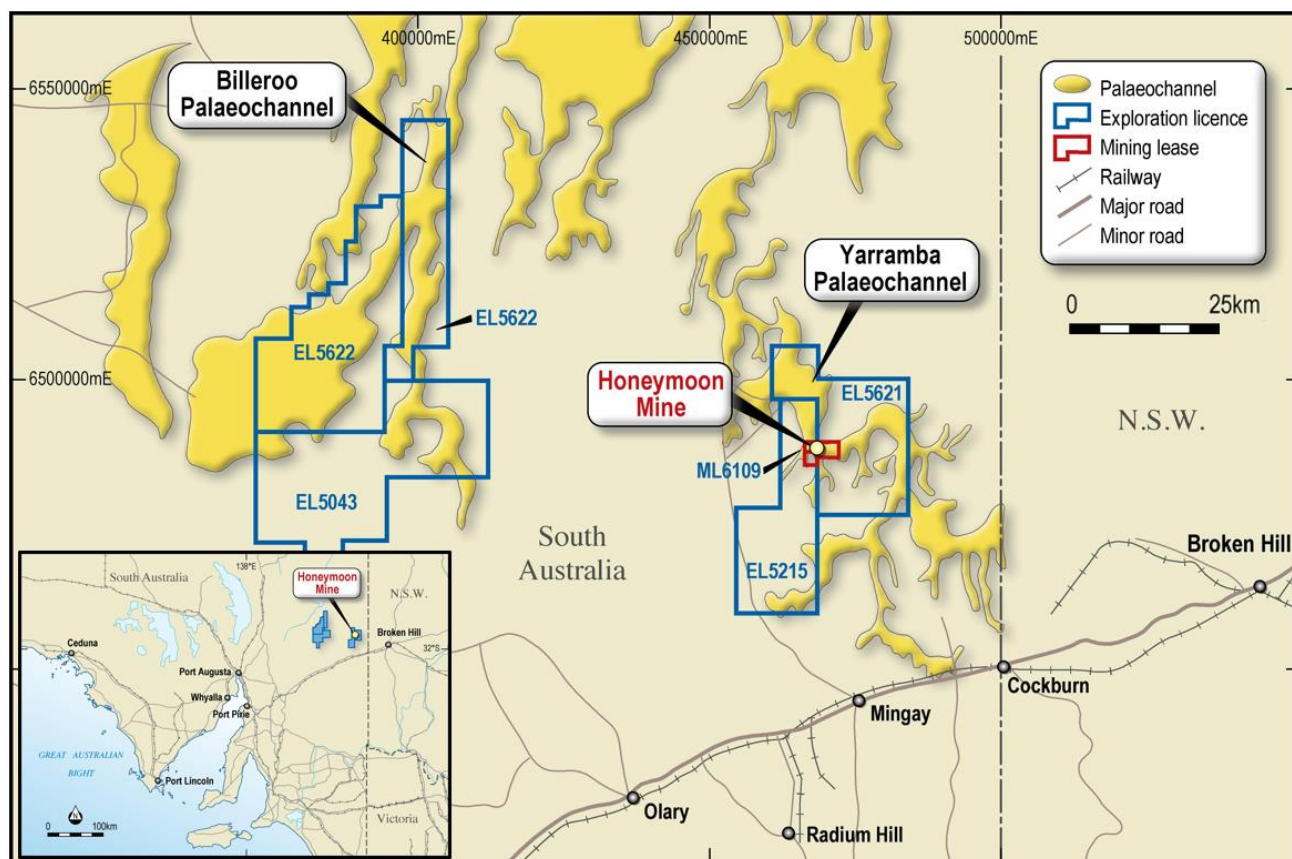 400000mE
450000mE
500000mE
6550000mE
6500000mE
Billeroo
Palaeochannel
Palaeochannel
Exploration licence
Mining lease
Railway
Major road
Minor road
0
25km
Yarramba
Palaeochannel
EL5622
EL5622
Honeymoon
Mine
EL5621
N.S.W.
ML6109
EL5043
South
Australia
EL5215
Broken Hill
Cockburn
Mingay
Olary
Radium Hill
South Australia
138°E
Honeymoon
Mine
N.S.W.
Ceduna
Broken Hill
32°S
Port Augusta
Whyalla
Port Pirie
GREAT AUSTRALIAN
BIGHT
Port Lincoln
N
0
100km
Victoria